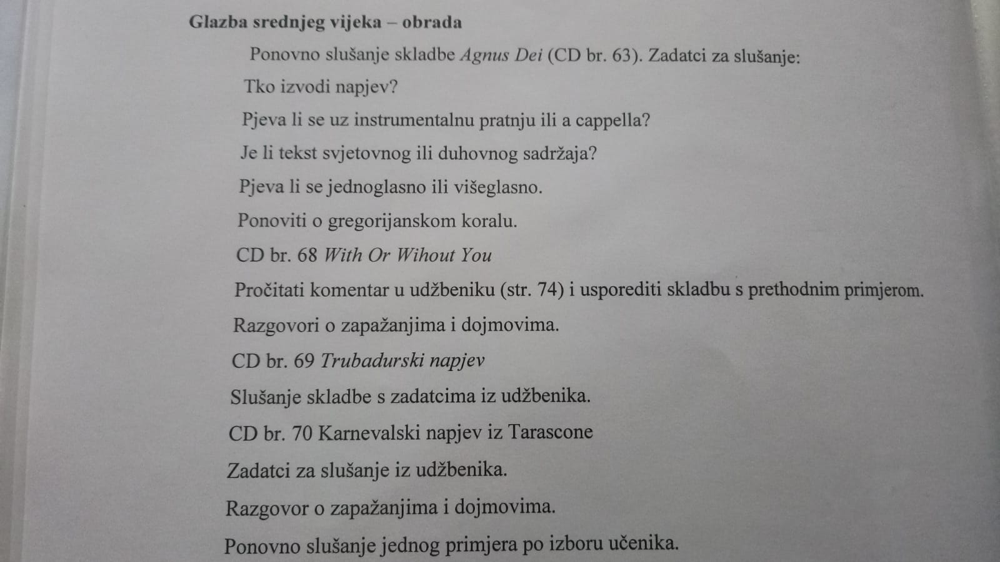 Glazba srednjeg vijeka – obrada
Ponovno slušanje skladbe Agnus Dei (CD br. 63). Zadatci za slušanje:
Tko izvodi napjev?
Pjeva li se uz instrumentalnu pratnju ili a cappella?
Je li tekst svjetovnog ili duhovnog sadržaja?
Pjeva li se jednoglasno ili višeglasno.
Ponoviti o gregorijanskom koralu.
CD br. 68 With Or Wihout You
Pročitati komentar u udžbeniku (str. 74) i usporediti skladbu s prethodnim primjerom.
Razgovori o zapažanjima i dojmovima.
CD br. 69 Trubadurski napjev
Slušanje skladbe s zadatcima iz udžbenika.
CD br. 70 Karnevalski napjev iz Tarascone
Zadatci za slušanje iz udžbenika.
Razgovor o zapažanjima i dojmovima.
Ponovno slušanje jednog primjera po izboru učenika.